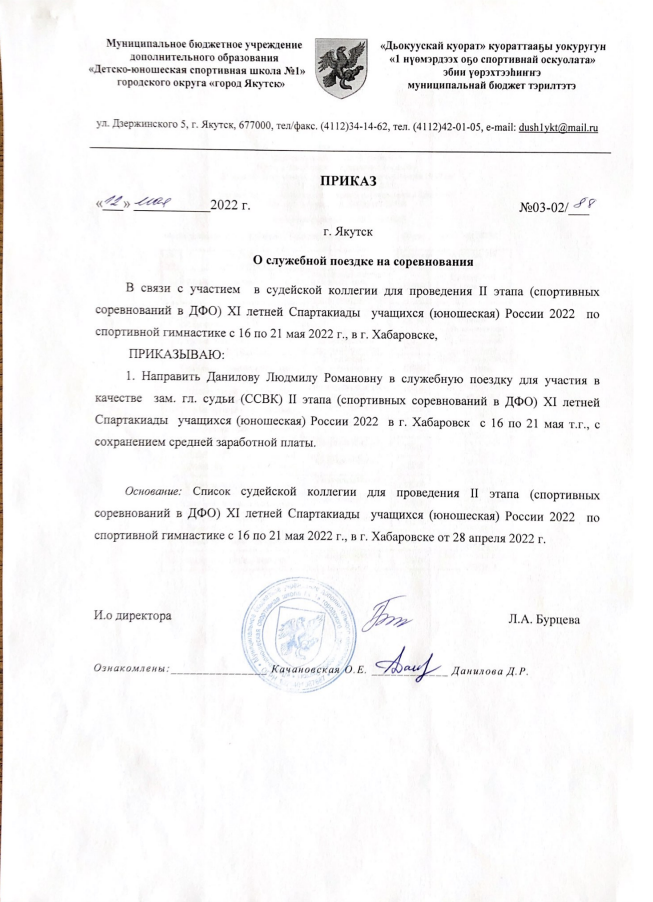 Муниципальное бюджетное учреждение
дополнительного образования
«Детско-юношеская спортивная школа №1»
городского округа «город Якутск»
«Дьокуускай куорат» куораттааҕы уокуругун
«1 нүөмэрдээх оҕо спортивнай оскуолата»
эбии үөрэхтээһиҥҥэ
муниципальнай бюджет тэрилтэтэ
ул. Дзержинского 5, г. Якутск, 677000, тел/факс. (4112)34-14-62, тел. (4112)42-01-05, e-mail: dush1ykt@mail.ru
ПРИКАЗ
«12» мая 2022 г. №03-02/88
г. Якутск
О служебной поездке на соревнования
В связи с участием в судейской коллегии для проведения II этапа (спортивных
соревнований в ДФО) XI летней Спартакиады учащихся (юношеская) России 2022 по
спортивной гимнастике с 16 по 21 мая 2022 г., в г. Хабаровске,
ПРИКАЗЫВАЮ:
1. Направить Данилову Людмилу Романовну в служебную поездку для участия в
качестве зам. гл. судьи (ССВК) II этапа (спортивных соревнований в ДФО) XI летней
Спартакиады учащихся (юношеская) России 2022 в г. Хабаровск с 16 по 21 мая т.г., с
сохранением средней заработной платы.
Основание: Список судейской коллегии для проведения II этапа (спортивных
соревнований в ДФО) XI летней Спартакиады учащихся (юношеская) России 2022 по
спортивной гимнастике с 16 по 21 мая 2022 г., в г. Хабаровске от 28 апреля 2022 г.
И.о директора Л.А. Бурцева
Ознакомлены:________________ Качановская О.Е. _____________ Данилова Д.Р.